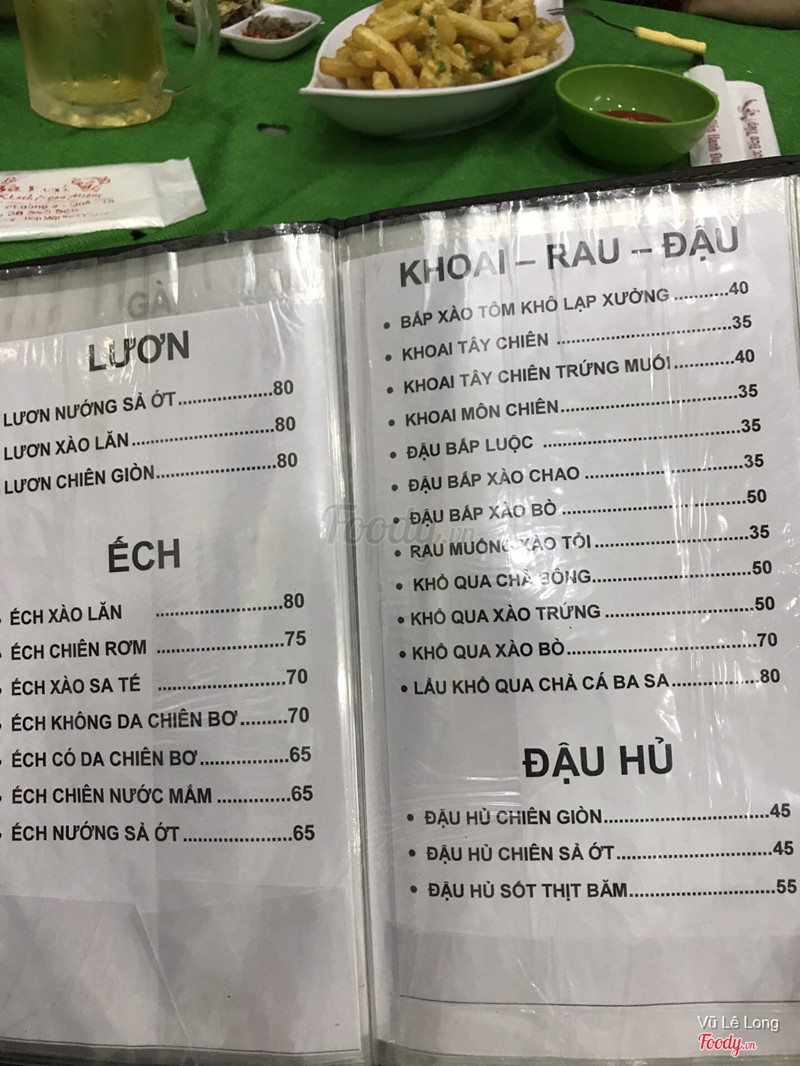 GÀ
LƯƠN
LƯƠN NƯỚNG SẢ ỚT....................80
LƯƠN XÀO LĂN....................80
LƯƠN CHIÊN GIÒN....................80
ẾCH
ẾCH XÀO LĂN ....................80
ẾCH CHIÊN RƠM ....................75
ẾCH XÀO SA TÉ ....................70
ẾCH KHÔNG DA CHIÊN BƠ.........70
ẾCH CÓ DA CHIÊN BƠ................65
ẾCH CHIÊN NƯỚC MẮM .............65
ẾCH NƯỚNG SẢ ỚT....................65
KHOAI – RAU – ĐẬU
• BẮP XÀO TÔM KHÔ LẠP XƯỞNG ...........40
• KHOAI TÂY CHIÊN ....................35
• KHOAI TÂY CHIÊN TRỨNG MUỐI............40
• KHOAI MÔN CHIÊN....................35
• ĐẬU BẮP LUỘC ....................35
• ĐẬU BẮP XÀO CHAO ....................35
• ĐẬU BẮP XÀO BÒ ....................50
• RAU MUỐNG XÀO TỎI....................35
• KHỔ QUA CHÀ BÔNG....................50
• KHỔ QUA XÀO TRỨNG ....................50
• KHỔ QUA XÀO BÒ....................70
• LẨU KHỔ QUA CHẢ CÁ BA SA................80
ĐẬU HỦ
• ĐẬU HỦ CHIÊN GIÒN....................45
• ĐẬU HỦ CHIÊN SẢ ỚT....................45
• ĐẬU HỦ SỐT THỊT BĂM....................55
Foody.vn
Vũ Lê Long
Foody.vn